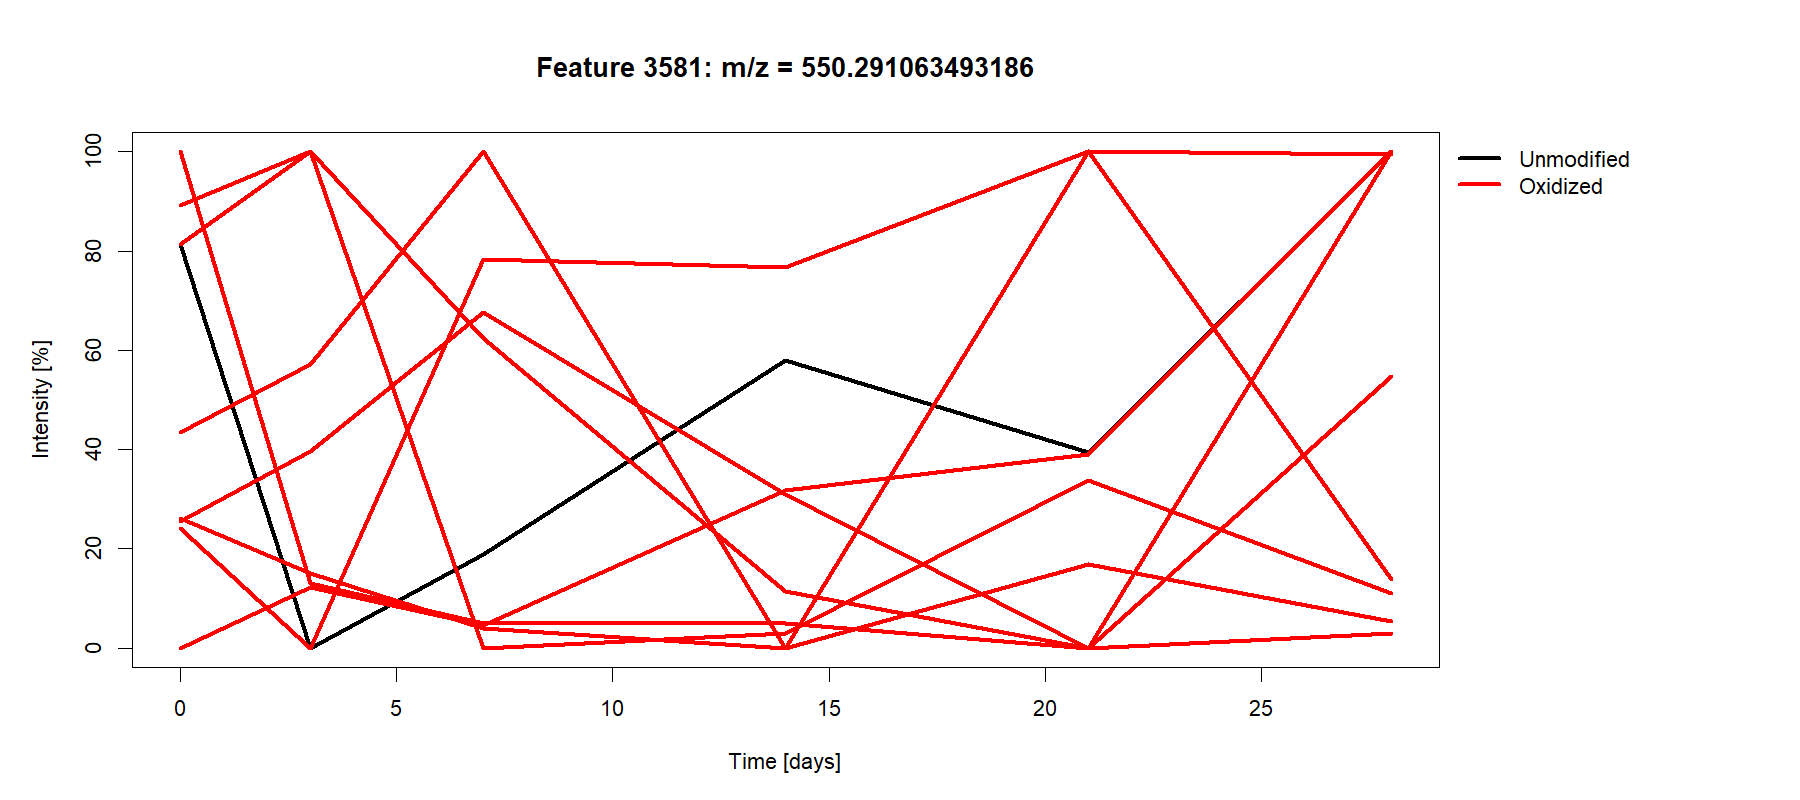 Feature 3581: m/z = 550.291063493186
Unmodified
Oxidized
Intensity [%]
100
80
60
40
20
0
0 5 10 15 20 25
Time [days]